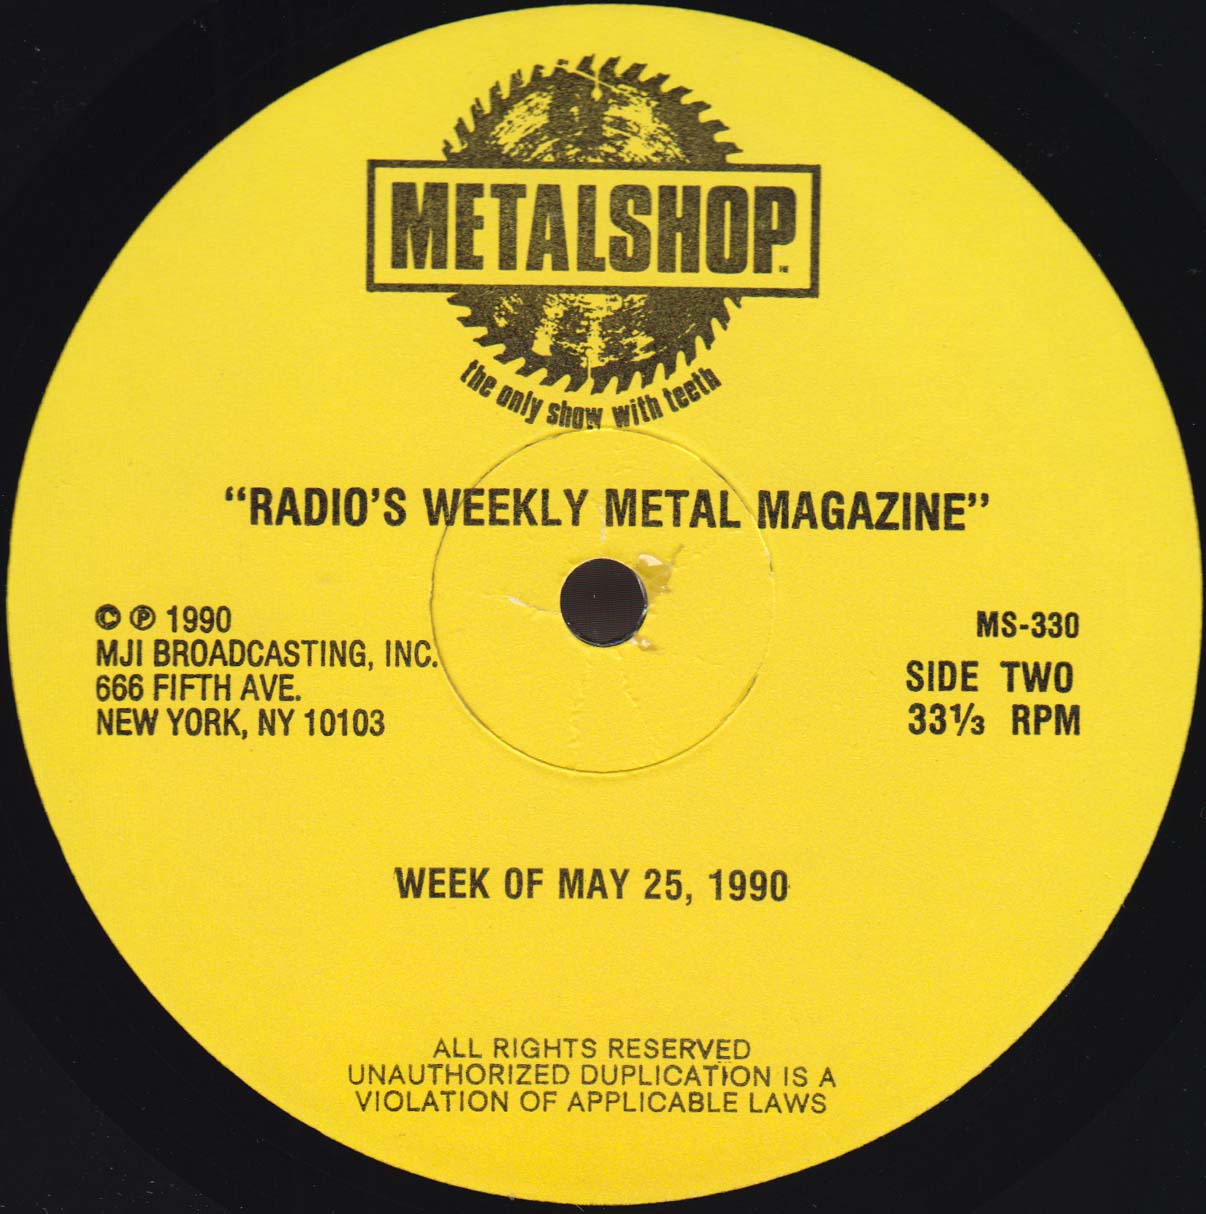 METALSHOP TM
the only show with teeth
“RADIO’S WEEKLY METAL MAGAZINE”
© ℗ 1990
MJI BROADCASTING, INC.
666 FIFTH AVE.
NEW YORK, NY 10103
MS-330
SIDE TWO
33⅓ RPM
WEEK OF MAY 25, 1990
ALL RIGHTS RESERVED
UNAUTHORIZED DUPLICATION IS A
VIOLATION OF APPLICABLE LAWS